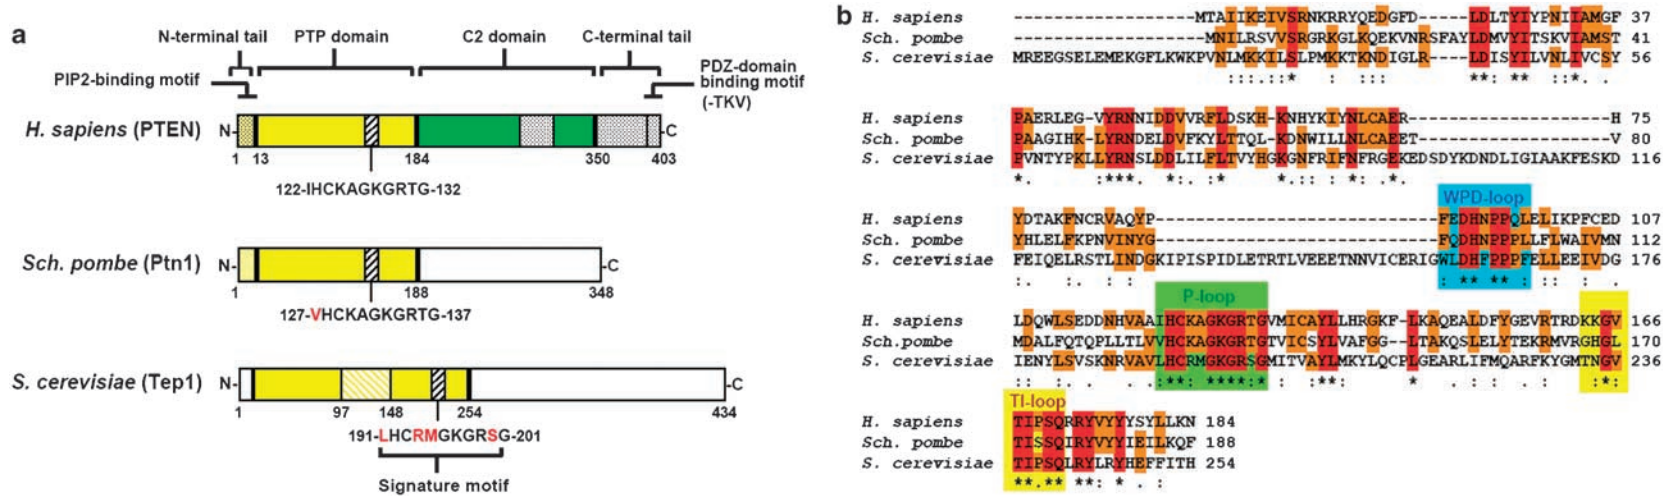 a
N-terminal tail PTP domain C2 domain C-terminal tail
PIP2-binding motif
PDZ-domain
binding motif
(-TKV)
H. sapiens (PTEN) N- -C
1 13 184 350 403
122-IHCKAGKGRTG-132
Sch. pombe (Ptn1) N- -C
1 188 348
127-VHCKAGKGRTG-137
S. cerevisiae (Tep1) N- -C
1 97 148 254 434
191-LHCRMGKGRSG-201
Signature motif
b
H. sapiens -----------------MTAIIKEIVSRNKRRYQEDGFD-----LDLTYIYPNIIAMGF 37
Sch. pombe ------------------MNILRSVVSRGRKGLKQEKVNRSFAYLDMVYITSKVIAMST 41
S. cerevisiae MREEGSELEMEKGFLKWKPVNLMKKILSLPMKKTKNDIGLR----LDISYILVNLIVCSY 56
::.::* : :: ** ** * . .
H. sapiens PAERLEG-VYRNNIDDVVRFLDSKH-KNHYKIYNLCAER-------------------H 75
Sch. pombe PAAGIHK-LYRNDELDVFKYLTTQL-KDNWILLNLCAEET------------------V 80
S. cerevisiae PVNTYPKLLYRNSLDDLILFLTVYHGKGNFRIFNFRGEKEDSDYKDNDLIGIAAKFESKD 116
*. :***. *: :* *.:: : *: .*.
WPD-loop
H. sapiens YDTAKFNCRVAQYP---------------------------FEDHNPPQLELIKPFCED 107
Sch. pombe YHLELFKPNVINYG---------------------------FQDHNPPPLLFLWAIVMN 112
S. cerevisiae FEIQELRSTLINDGKIPISPIDLETRTLVEEETNNVICERIGWLDHFPPPFELLEEIVDG 176
:. :. : : : ** ** : :: : .
P-loop
H. sapiens LDQWLSEDDNHVAAIHCKAGKGRTGVMICAYLLHRGKF-LKAQEALDFYGEVRTRDKKGV 166
Sch.pombe MDALFQTQPLLTLVVHCKAGKGRTGTVICSYLVAFGG--LTAKQSLELYTEKRMVRGHGL 170
S. cerevisiae IENYLSVSKNRVAVLHCRMGKGRSGMITVAYLMKYLQCPLGEARLIFMQARFKYGMTNGV 236
:: :. . . .:**: ****:* : :**: * . : . : :*:
TI-loop
H. sapiens TIPSQRRYVYYYSYLLKN 184
Sch. pombe TISSQIRYVYYIEILKQF 188
S. cerevisiae TIPSQLRYLRYHEFFITH 254
**.** **: * . :